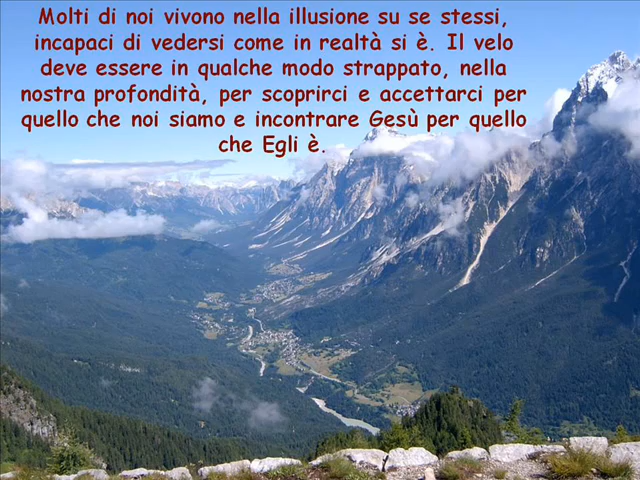 Molti di noi vivono nella illusione su se stessi,
incapaci di vedersi come in realtà si è. Il velo
deve essere in qualche modo strappato, nella
nostra profondità, per scoprirci e accettarci per
quello che noi siamo e incontrare Gesù per quello
che Egli è.